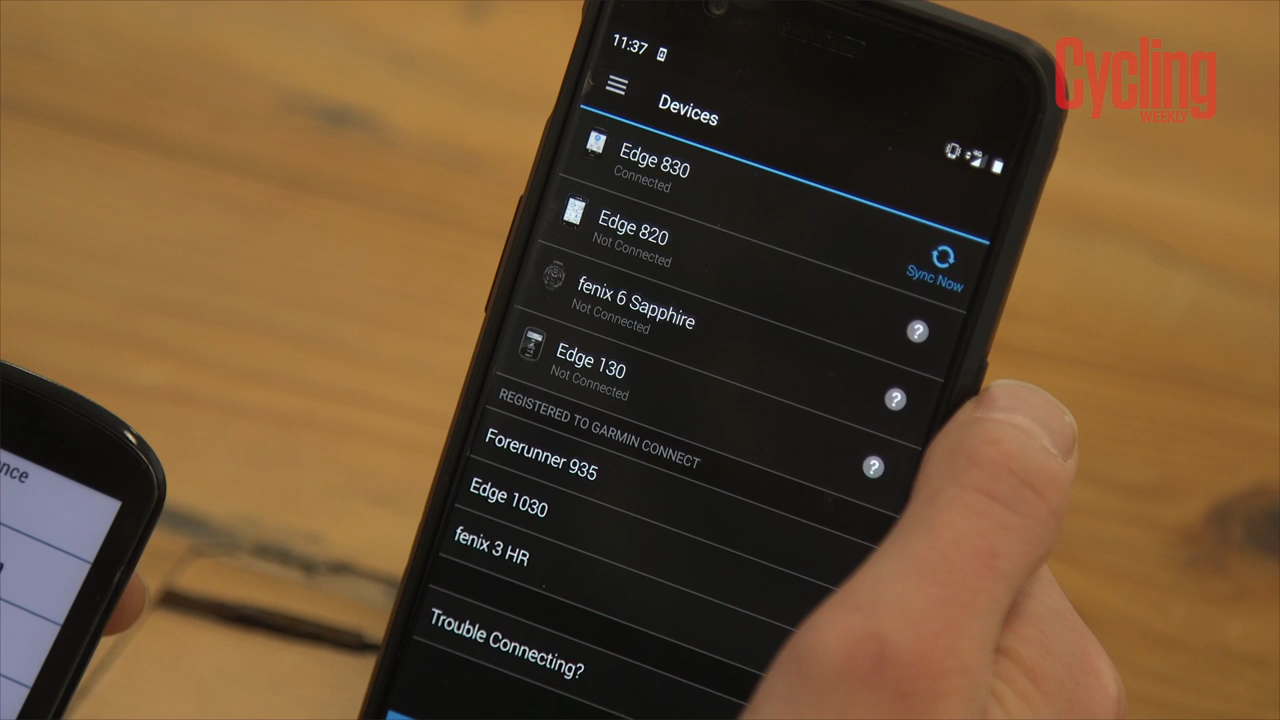 Cycling
WEEKLY
11:37
Devices
Edge 830
Connected
Sync Now
Edge 820
Not Connected
?
fenix 6 Sapphire
Not Connected
?
Edge 130
Not Connected
?
REGISTERED TO GARMIN CONNECT
Forerunner 935
Edge 1030
fenix 3 HR
Trouble Connecting?
nce